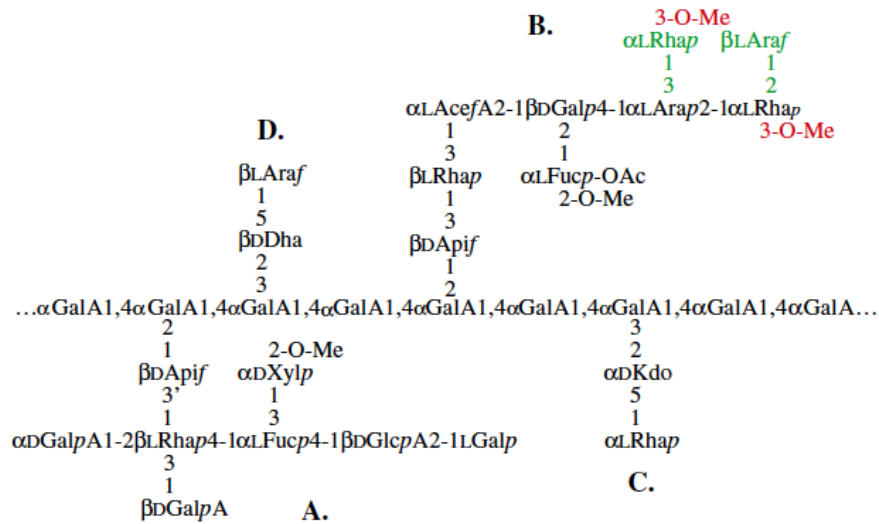 3-O-Me
B.
αLRhap βLAraf
1 1
3 2
αLAcefA2-1βDGalp4-1αLArap2-1αLRhap
D.
1 2 3-O-Me
3 1
βLAraf βLRhap αLFucp-OAc
1 1 2-O-Me
5 3
βDDha βDApif
2 1
3 2
...αGalA1,4αGalA1,4αGalA1,4αGalA1,4αGalA1,4αGalA1,4αGalA1,4αGalA1,4αGalA...
2 3
1 2-O-Me 2
βDApif αDXylp αDKdo
3’ 1 5
1 3 1
αDGalpA1-2βLRhap4-1αLFucp4-1βDGlcpA2-1LGalp αLRhap
3
1 C.
βDGalpA A.